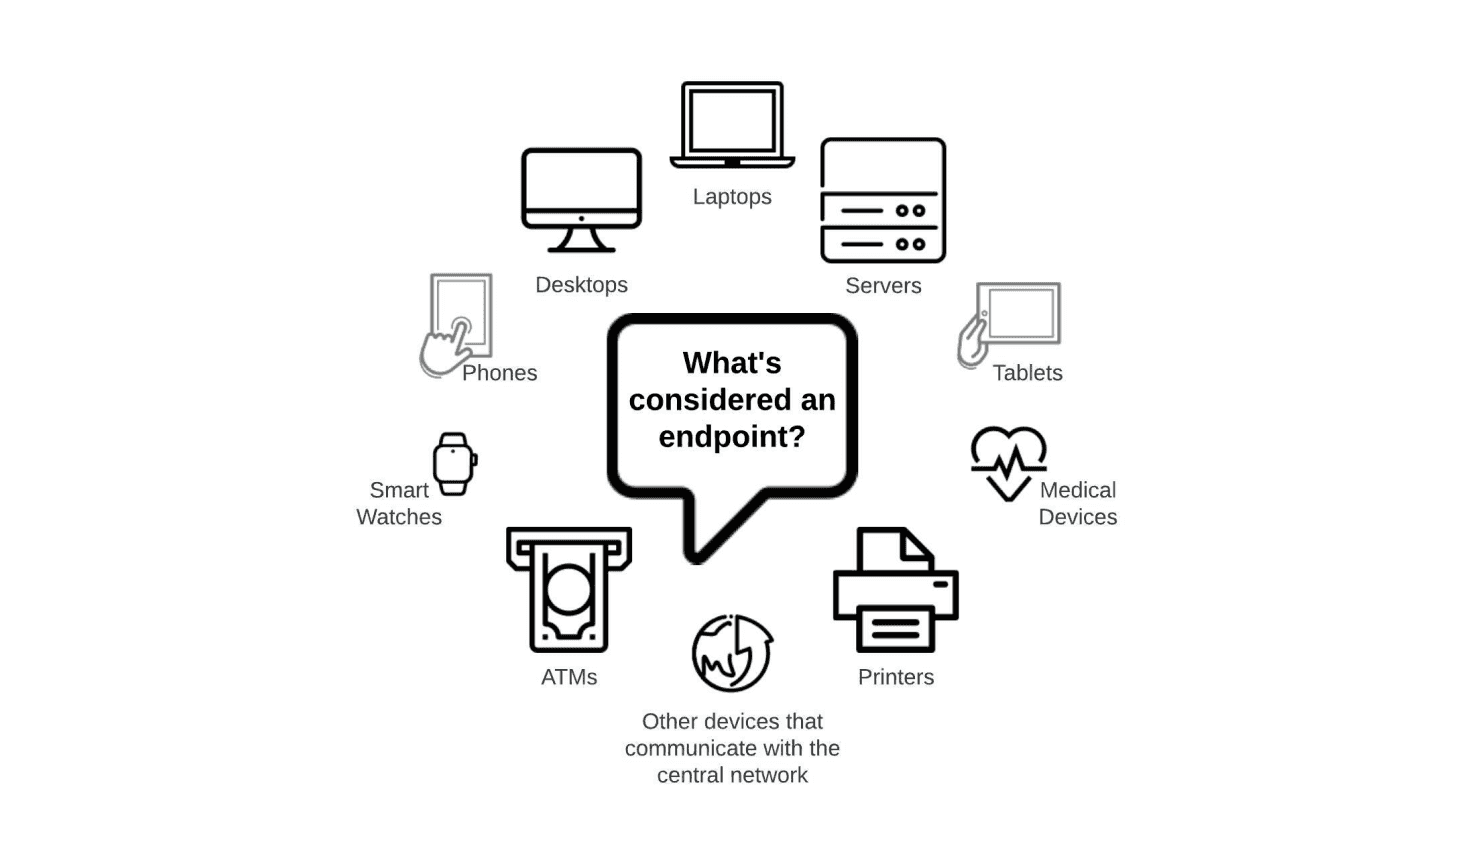 Laptops
Desktops
Servers
Phones
Tablets
What's
considered an
endpoint?
Smart
Watches
Medical
Devices
ATMs
Printers
Other devices that
communicate with the
central network